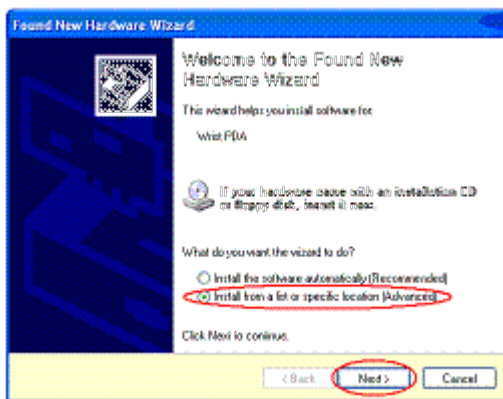 Found New Hardware Wizard
Welcome to the Found New
Hardware Wizard
This wizard helps you install software for:
Wrist PDA
If your hardware came with an installation CD
or floppy disk, insert it now.
What do you want the wizard to do?
Install the software automatically (Recommended)
Install from a list or specific location (Advanced)
Click Next to continue.
< Back
Next >
Cancel